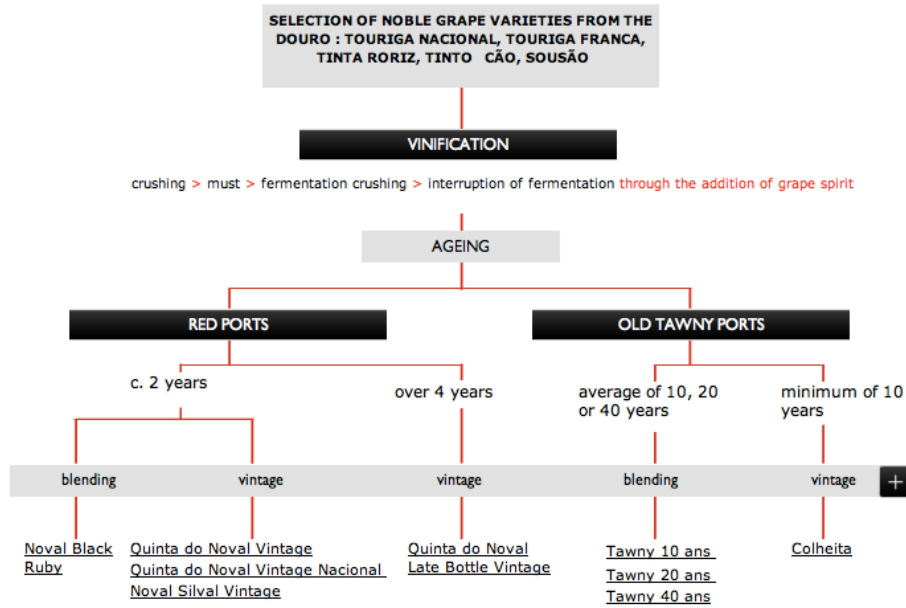 SELECTION OF NOBLE GRAPE VARIETIES FROM THE
DOURO : TOURIGA NACIONAL, TOURIGA FRANCA,
TINTA RORIZ, TINTO CÃO, SOUSÃO
VINIFICATION
crushing > must > fermentation crushing > interruption of fermentation through the addition of grape spirit
AGEING
RED PORTS
OLD TAWNY PORTS
c. 2 years
over 4 years
average of 10, 20
or 40 years
minimum of 10
years
blending
vintage
vintage
blending
vintage
+
Noval Black
Ruby
Quinta do Noval Vintage
Quinta do Noval Vintage Nacional
Noval Silval Vintage
Quinta do Noval
Late Bottle Vintage
Tawny 10 ans
Tawny 20 ans
Tawny 40 ans
Colheita